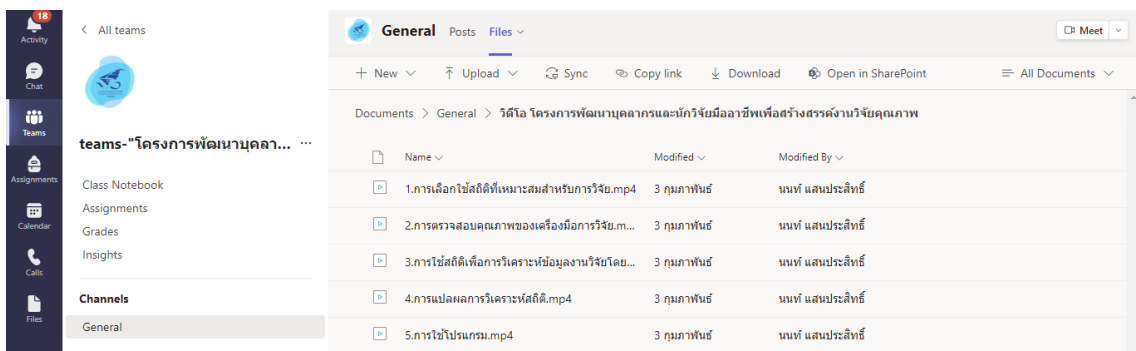 18
Activity
Chat
Teams
Assignments
Calendar
Calls
Files
All teams
teams-"โครงการพัฒนาบุคลา... ...
Class Notebook
Assignments
Grades
Insights
Channels
General
General Posts Files
Meet
New Upload Sync Copy link Download Open in SharePoint All Documents
Documents > General > วิดีโอ โครงการพัฒนาบุคลากรและนักวิจัยมืออาชีพเพื่อสร้างสรรค์งานวิจัยคุณภาพ
Name Modified Modified By
1.การเลือกใช้สถิติที่เหมาะสมสำหรับการวิจัย.mp4 3 กุมภาพันธ์ นนท์ แสนประสิทธิ์
2.การตรวจสอบคุณภาพของเครื่องมือการวิจัย.m... 3 กุมภาพันธ์ นนท์ แสนประสิทธิ์
3.การใช้สถิติเพื่อการวิเคราะห์ข้อมูลงานวิจัยโดย... 3 กุมภาพันธ์ นนท์ แสนประสิทธิ์
4.การแปลผลการวิเคราะห์สถิติ.mp4 3 กุมภาพันธ์ นนท์ แสนประสิทธิ์
5.การใช้โปรแกรม.mp4 3 กุมภาพันธ์ นนท์ แสนประสิทธิ์